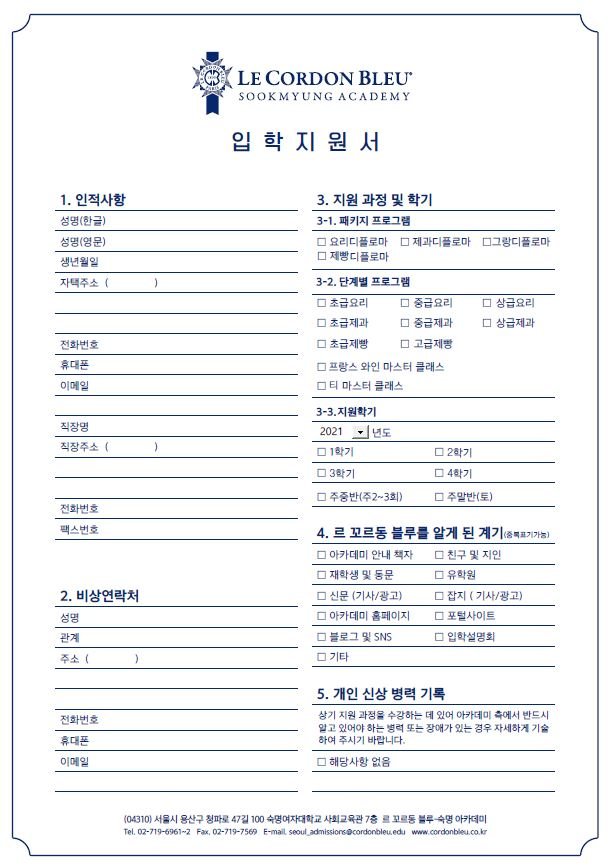 LE CORDON BLEU®
SOOKMYUNG ACADEMY
입 학 지 원 서
1. 인적사항
성명(한글)
성명(영문)
생년월일
자택주소 ( )
전화번호
휴대폰
이메일
직장명
직장주소 ( )
전화번호
팩스번호
2. 비상연락처
성명
관계
주소 ( )
전화번호
휴대폰
이메일
3. 지원 과정 및 학기
3-1. 패키지 프로그램
□ 요리디플로마 □ 제과디플로마 □그랑디플로마
□ 제빵디플로마
3-2. 단계별 프로그램
□ 초급요리 □ 중급요리 □ 상급요리
□ 초급제과 □ 중급제과 □ 상급제과
□ 초급제빵 □ 고급제빵
□ 프랑스 와인 마스터 클래스
□ 티 마스터 클래스
3-3.지원학기
2021 년도
□ 1학기 □ 2학기
□ 3학기 □ 4학기
□ 주중반(주2~3회) □ 주말반(토)
4. 르 꼬르동 블루를 알게 된 계기(중복표기가능)
□ 아카데미 안내 책자 □ 친구 및 지인
□ 재학생 및 동문 □ 유학원
□ 신문 (기사/광고) □ 잡지 ( 기사/광고)
□ 아카데미 홈페이지 □ 포털사이트
□ 블로그 및 SNS □ 입학설명회
□ 기타
5. 개인 신상 병력 기록
상기 지원 과정을 수강하는 데 있어 아카데미 측에서 반드시
알고 있어야 하는 병력 또는 장애가 있는 경우 자세하게 기술
하여 주시기 바랍니다.
□ 해당사항 없음
(04310) 서울시 용산구 청파로 47길 100 숙명여자대학교 사회교육관 7층 르 꼬르동 블루-숙명 아카데미
Tel. 02-719-6961~2 Fax. 02-719-7569 E-mail. seoul_admissions@cordonbleu.edu www.cordonbleu.co.kr